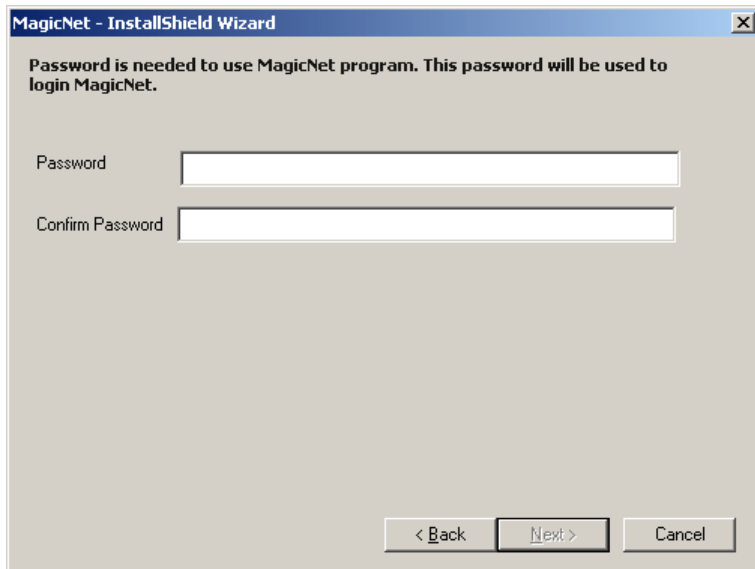 MagicNet - InstallShield Wizard
Password is needed to use MagicNet program. This password will be used to
login MagicNet.
Password
Confirm Password
< Back Next > Cancel